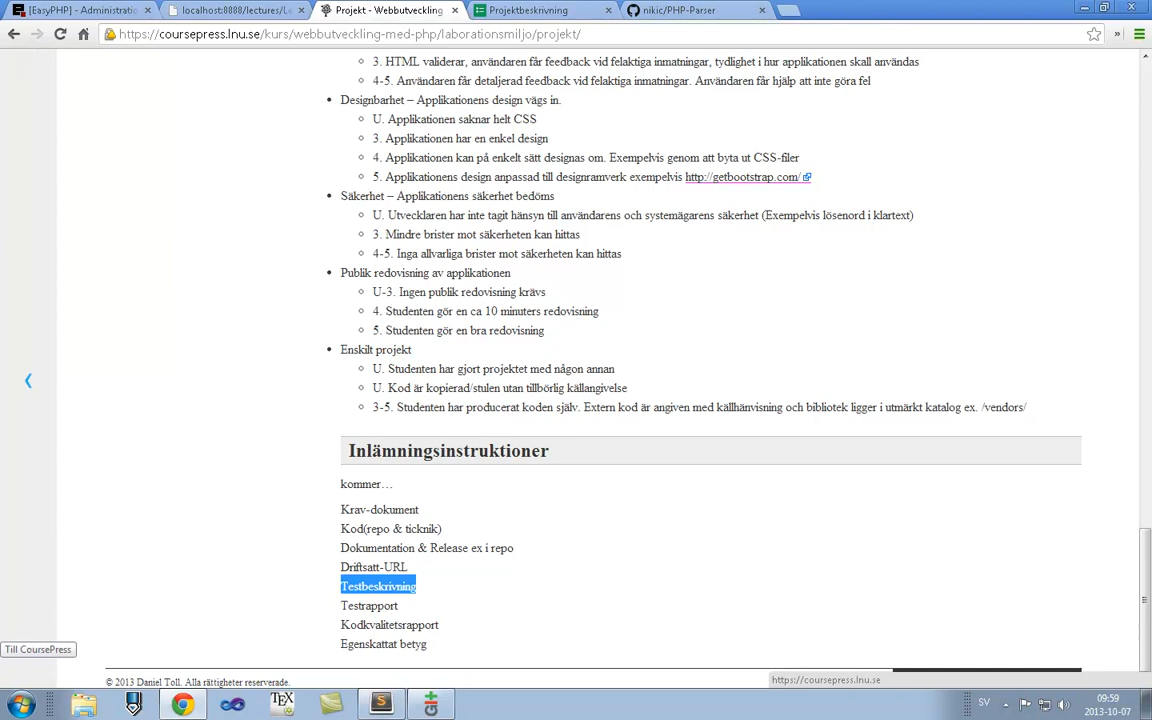 [EasyPHP] - Administratio
localhost:8888/lectures/Le
Projekt - Webbutveckling
Projektbeskrivning
nikic/PHP-Parser
https://coursepress.lnu.se/kurs/webbutveckling-med-php/laborationsmiljo/projekt/
3. HTML validerar, användaren får feedback vid felaktiga inmatningar, tydlighet i hur applikationen skall användas
4-5. Användaren får detaljerad feedback vid felaktiga inmatningar. Användaren får hjälp att inte göra fel
Designbarhet – Applikationens design vägs in.
U. Applikationen saknar helt CSS
3. Applikationen har en enkel design
4. Applikationen kan på enkelt sätt designas om. Exempelvis genom att byta ut CSS-filer
5. Applikationens design anpassad till designramverk exempelvis http://getbootstrap.com/
Säkerhet – Applikationens säkerhet bedöms
U. Utvecklaren har inte tagit hänsyn till användarens och systemägarens säkerhet (Exempelvis lösenord i klartext)
3. Mindre brister mot säkerheten kan hittas
4-5. Inga allvarliga brister mot säkerheten kan hittas
Publik redovisning av applikationen
U-3. Ingen publik redovisning krävs
4. Studenten gör en ca 10 minuters redovisning
5. Studenten gör en bra redovisning
Enskilt projekt
U. Studenten har gjort projektet med någon annan
U. Kod är kopierad/stulen utan tillbörlig källangivelse
3-5. Studenten har producerat koden själv. Extern kod är angiven med källhänvisning och bibliotek ligger i utmärkt katalog ex. /vendors/
Inlämningsinstruktioner
kommer…
Krav-dokument
Kod(repo & ticknik)
Dokumentation & Release ex i repo
Driftsatt-URL
Testbeskrivning
Testrapport
Kodkvalitetsrapport
Egenskattat betyg
Till CoursePress
© 2013 Daniel Toll. Alla rättigheter reserverade.
https://coursepress.lnu.se
SV
09:59
2013-10-07